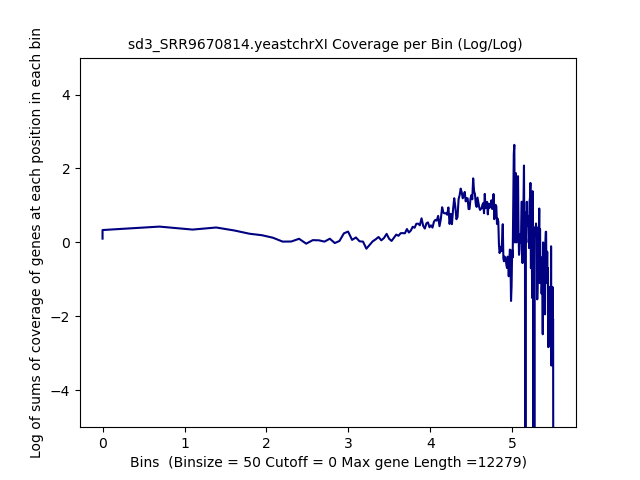 sd3_SRR9670814.yeastchrXI Coverage per Bin (Log/Log)
Log of sums of coverage of genes at each position in each bin
4
2
0
−2
−4
0 1 2 3 4 5
Bins  (Binsize = 50 Cutoff = 0 Max gene Length =12279)